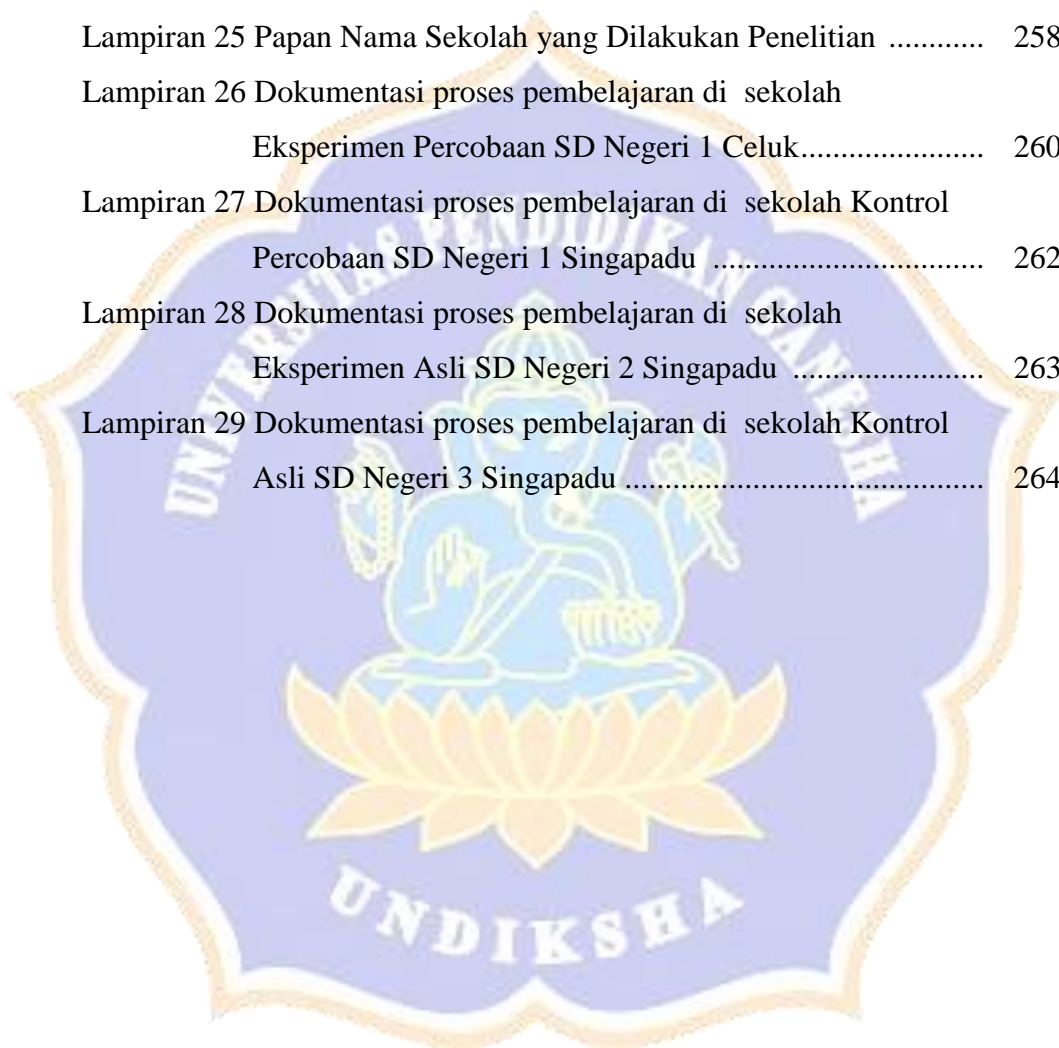 Lampiran 25 Papan Nama Sekolah yang Dilakukan Penelitian ............ 258
Lampiran 26 Dokumentasi proses pembelajaran di sekolah
Eksperimen Percobaan SD Negeri 1 Celuk....................... 260
Lampiran 27 Dokumentasi proses pembelajaran di sekolah Kontrol
Percobaan SD Negeri 1 Singapadu .................................. 262
Lampiran 28 Dokumentasi proses pembelajaran di sekolah
Eksperimen Asli SD Negeri 2 Singapadu ........................ 263
Lampiran 29 Dokumentasi proses pembelajaran di sekolah Kontrol
Asli SD Negeri 3 Singapadu ............................................. 264
UNIVERSITAS PENDIDIKAN GANESHA
UNDIKSHA